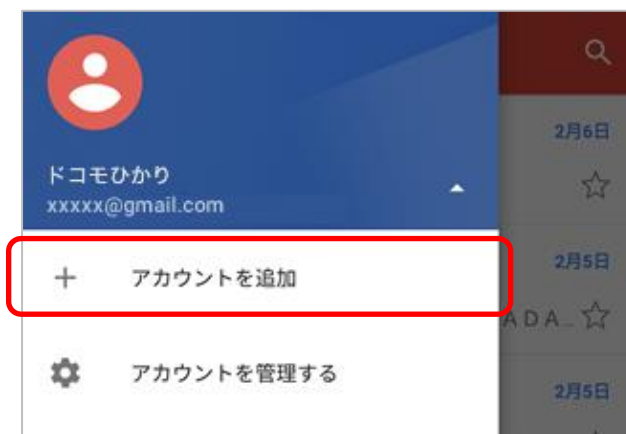 2月6日
ドコモひかり
xxxxx@gmail.com
アカウントを追加
2月5日
A D A...
アカウントを管理する
2月5日